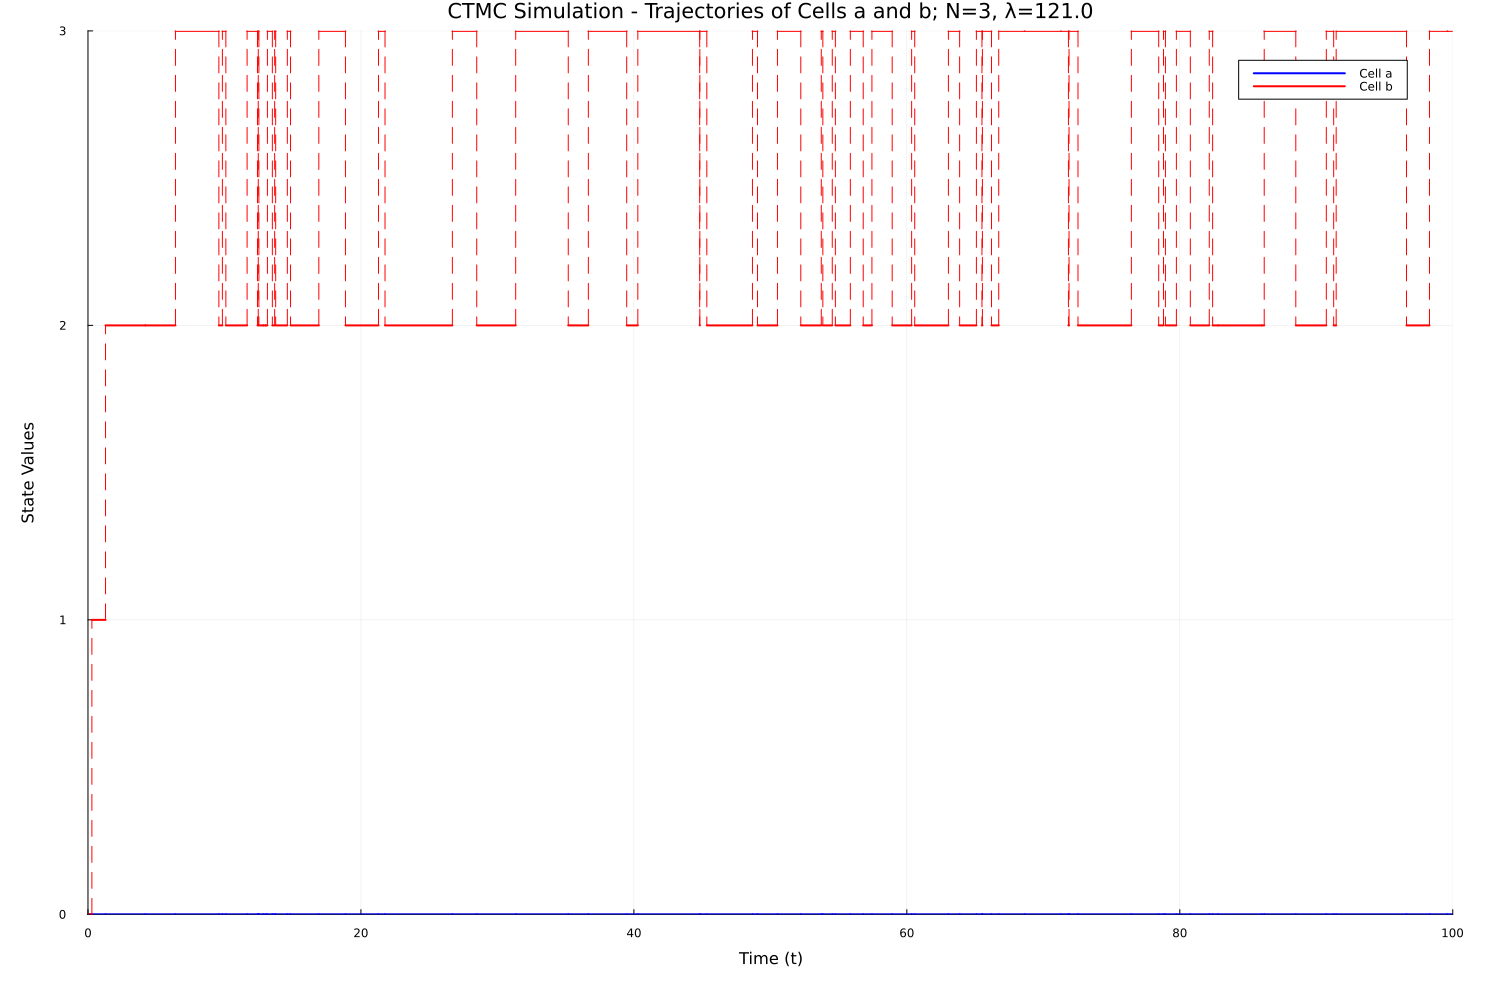 CTMC Simulation - Trajectories of Cells a and b; N=3, λ=121.0
3
Cell a
Cell b
2
State Values
1
0
0 20 40 60 80 100
Time (t)